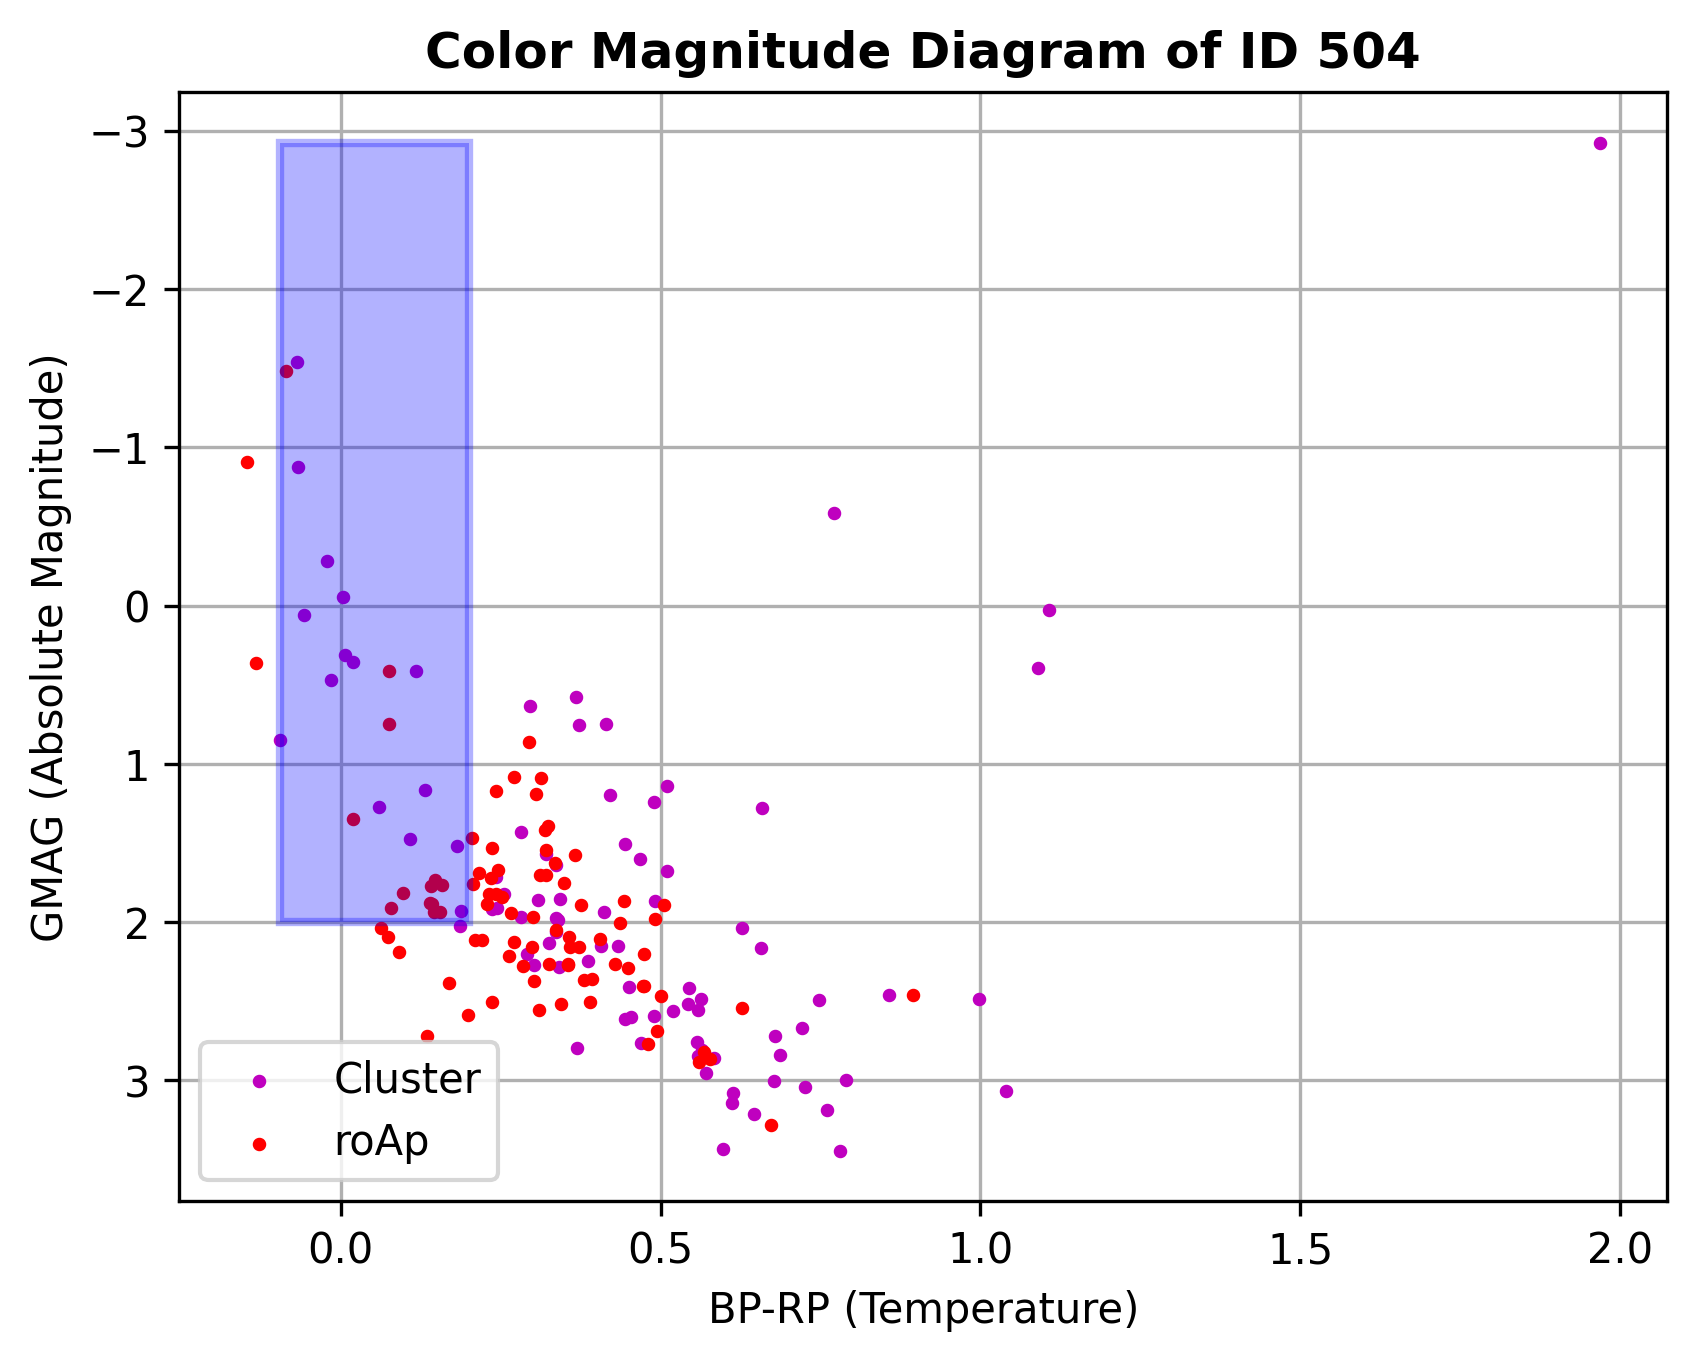 Color Magnitude Diagram of ID 504
GMAG (Absolute Magnitude)
−3
−2
−1
0
1
2
3
Cluster
roAp
0.0 0.5 1.0 1.5 2.0
BP-RP (Temperature)